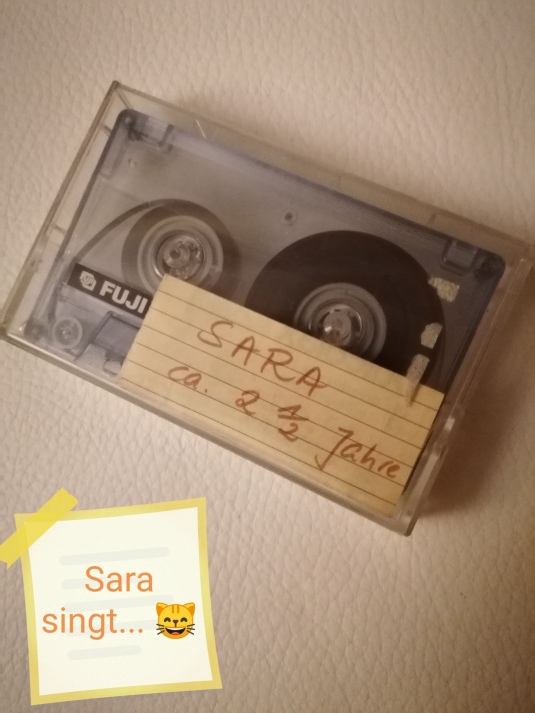 FUJI
SARA
ca. 2 1/2 Jahre
Sara
singt... 😸